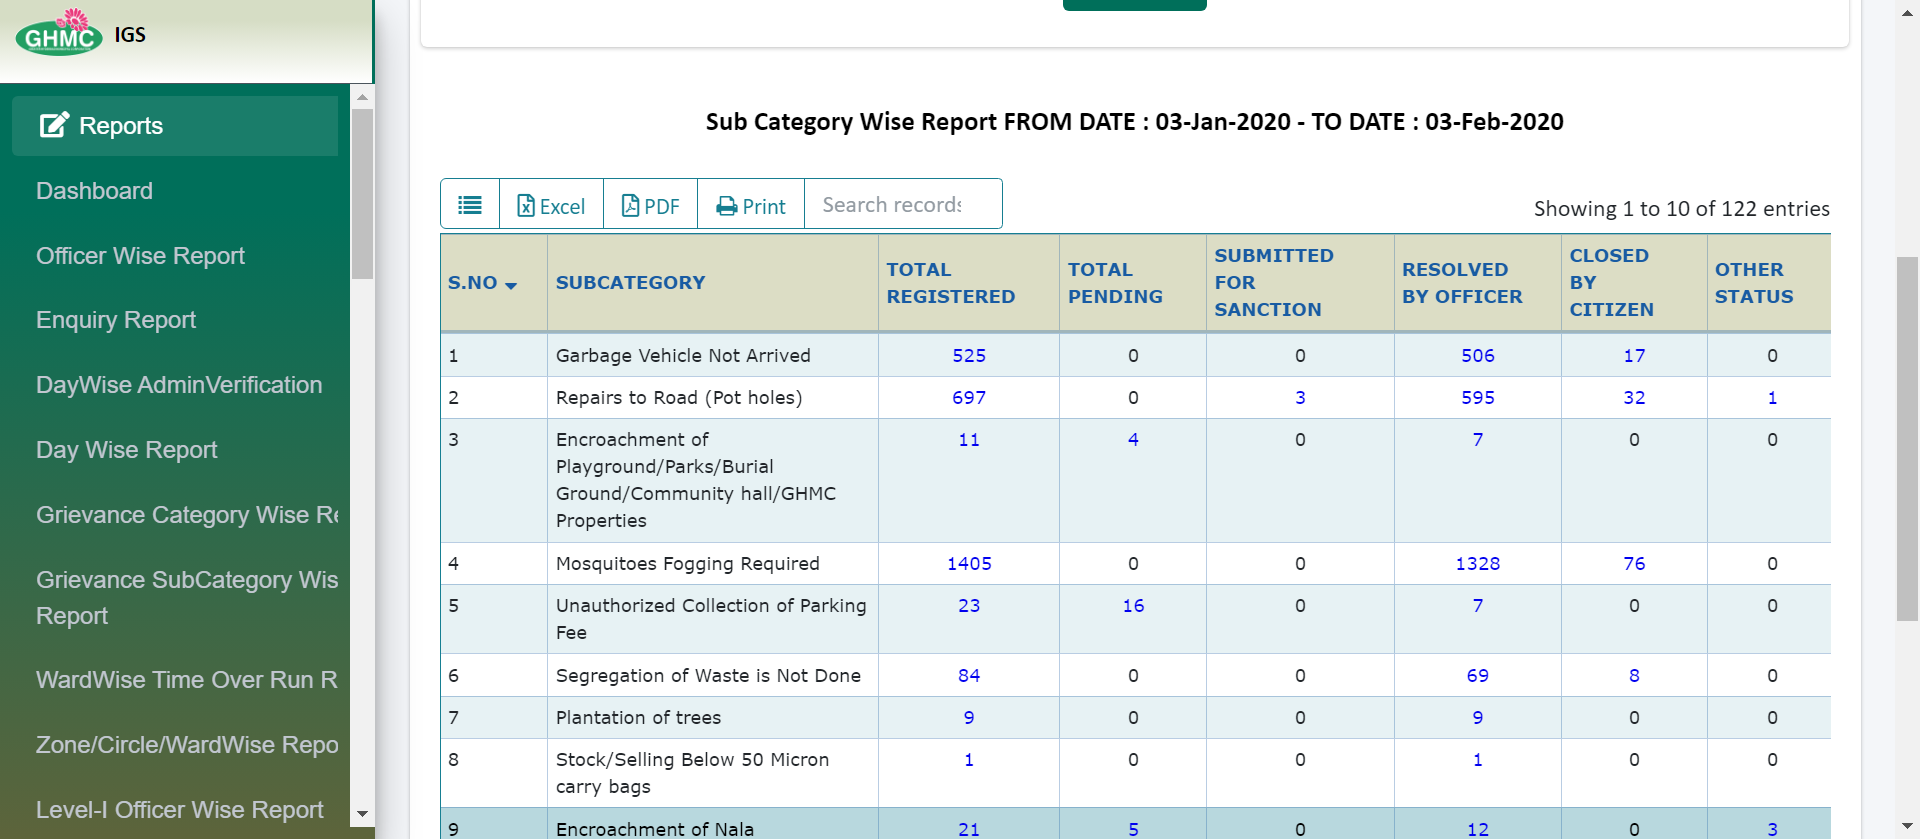 GHMC IGS
Reports
Dashboard
Officer Wise Report
Enquiry Report
DayWise AdminVerification
Day Wise Report
Grievance Category Wise Re
Grievance SubCategory Wis
Report
WardWise Time Over Run R
Zone/Circle/WardWise Repo
Level-I Officer Wise Report
Sub Category Wise Report FROM DATE : 03-Jan-2020 - TO DATE : 03-Feb-2020
Excel PDF Print Search records
Showing 1 to 10 of 122 entries
S.NO SUBCATEGORY TOTAL REGISTERED TOTAL PENDING SUBMITTED FOR SANCTION RESOLVED BY OFFICER CLOSED BY CITIZEN OTHER STATUS
1 Garbage Vehicle Not Arrived 525 0 0 506 17 0
2 Repairs to Road (Pot holes) 697 0 3 595 32 1
3 Encroachment of 11 4 0 7 0 0
Playground/Parks/Burial
Ground/Community hall/GHMC
Properties
4 Mosquitoes Fogging Required 1405 0 0 1328 76 0
5 Unauthorized Collection of Parking 23 16 0 7 0 0
Fee
6 Segregation of Waste is Not Done 84 0 0 69 8 0
7 Plantation of trees 9 0 0 9 0 0
8 Stock/Selling Below 50 Micron 1 0 0 1 0 0
carry bags
9 Encroachment of Nala 21 5 0 12 0 3